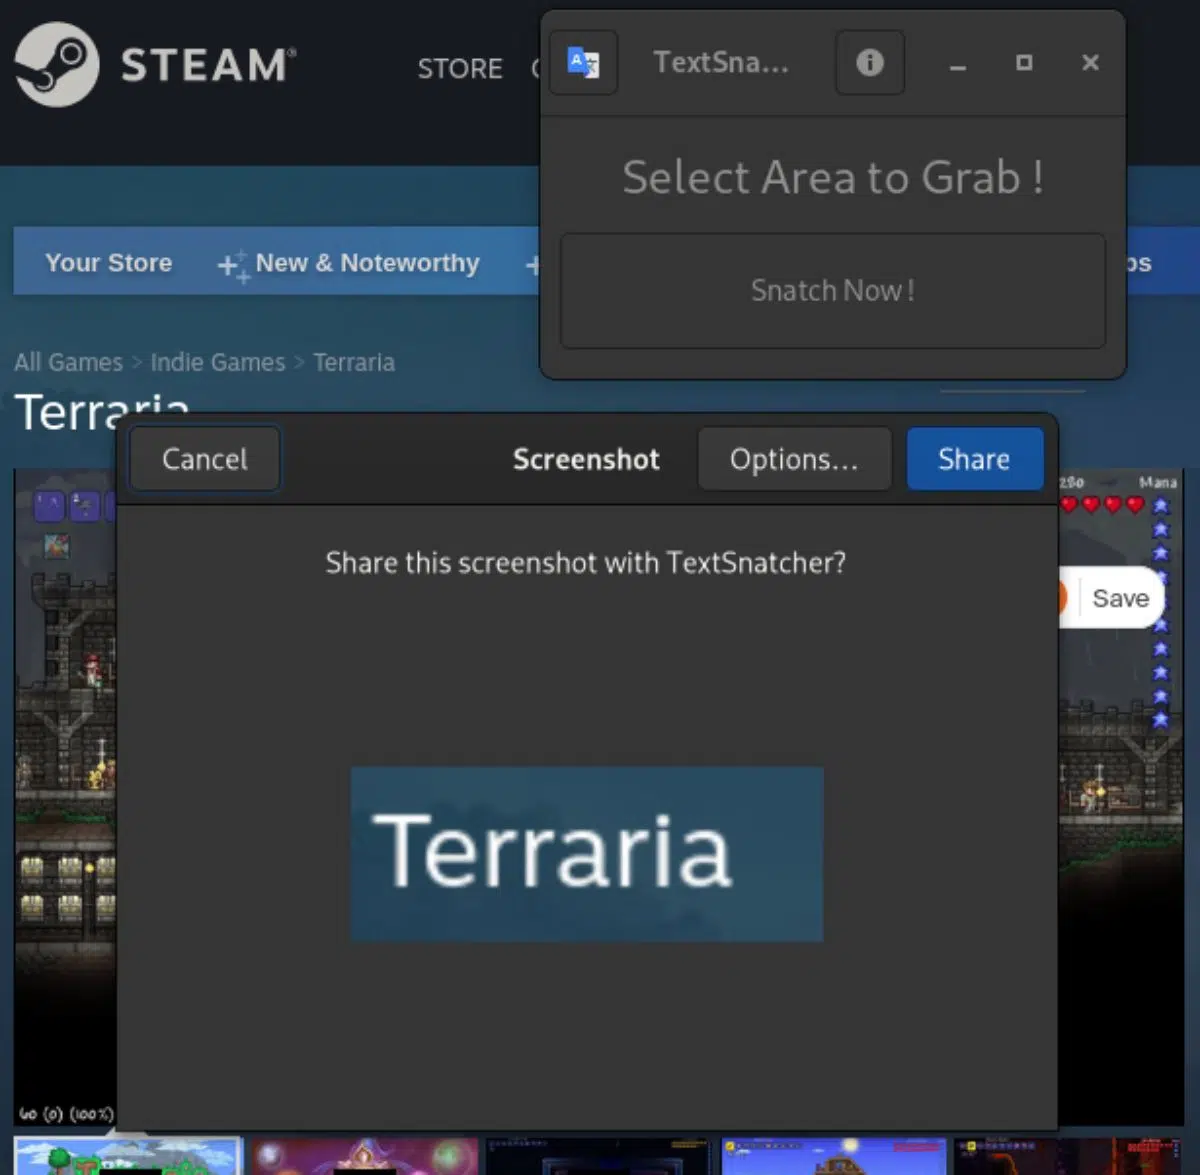 STEAM®
STORE
TextSna...
Select Area to Grab !
Snatch Now !
Your Store
New & Noteworthy
All Games > Indie Games > Terraria
Terraria
Cancel
Screenshot
Options...
Share
Share this screenshot with TextSnatcher?
Mana
Save
Terraria
60 (0) (100%)